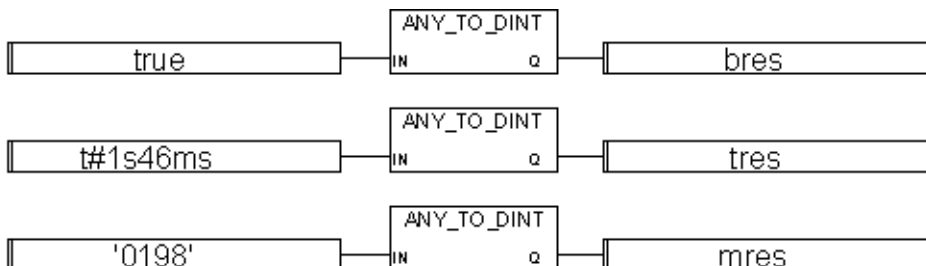 ANY_TO_DINT
true IN Q bres
ANY_TO_DINT
t#1s46ms IN Q tres
ANY_TO_DINT
'0198' IN Q mres